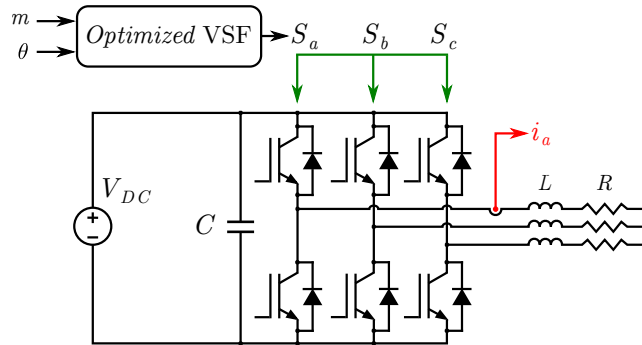 m
θ
Optimized VSF
S_a S_b S_c
i_a
V_DC
L R
C